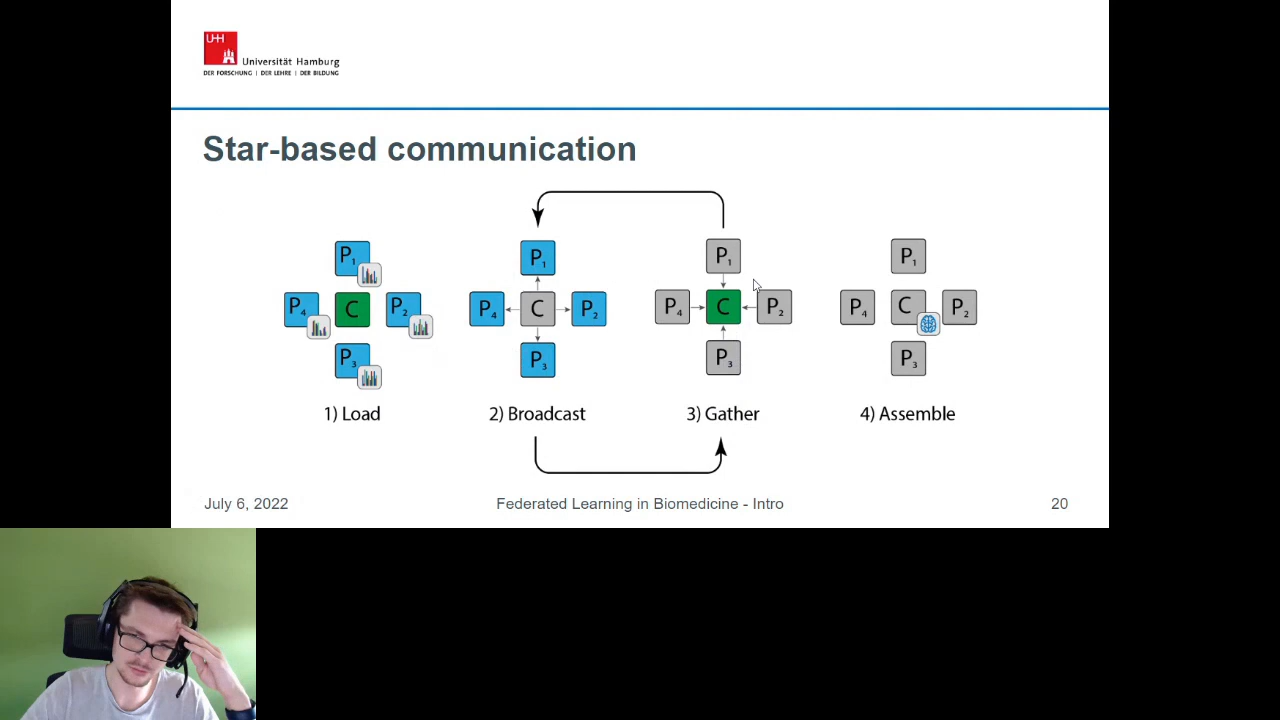 UHH
Universität Hamburg
DER FORSCHUNG | DER LEHRE | DER BILDUNG
Star-based communication
P₁ P₁ P₁ P₁
P₄ C P₂ P₄ C P₂ P₄ C P₂ P₄ C P₂
P₃ P₃ P₃ P₃
1) Load 2) Broadcast 3) Gather 4) Assemble
July 6, 2022 Federated Learning in Biomedicine - Intro 20